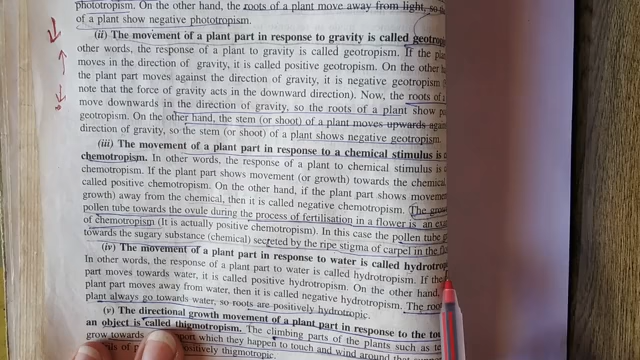 phototropism. On the other hand, the roots of a plant move away from light, so
of a plant show negative phototropism.
(ii) The movement of a plant part in response to gravity is called geotrop
other words, the response of a plant to gravity is called geotropism. If the pla
moves in the direction of gravity, it is called positive geotropism. On the other
the plant part moves against the direction of gravity, it is negative geotropism
note that the force of gravity acts in the downward direction). Now, the roots of
move downwards in the direction of gravity, so the roots of a plant show
geotropism. On the other hand, the stem (or shoot) of a plant moves upwards
direction of gravity, so the stem (or shoot) of a plant shows negative geotropism.
(iii) The movement of a plant part in response to a chemical stimulus is
chemotropism. In other words, the response of a plant to chemical stimulus is
chemotropism. If the plant part shows movement (or growth) towards the chemical
called positive chemotropism. On the other hand, if the plant part shows movement
growth) away from the chemical, then it is called negative chemotropism. The
pollen tube towards the ovule during the process of fertilisation in a flower is an
of chemotropism (It is actually positive chemotropism). In this case the pollen tube
towards the sugary substance (chemical) secreted by the ripe stigma of carpel in the
(iv) The movement of a plant part in response to water is called hydrotrop
In other words, the response of a plant part to water is called hydrotropism. If the
part moves towards water, it is called positive hydrotropism. On the other hand,
plant part moves away from water, then it is called negative hydrotropism. The
plant always go towards water, so roots are positively hydrotropic.
(v) The directional growth movement of a plant part in response to the
an object is called thigmotropism. The climbing parts of the plants such as
grow towards which they happen to touch and wind around that
of thigmotropic.